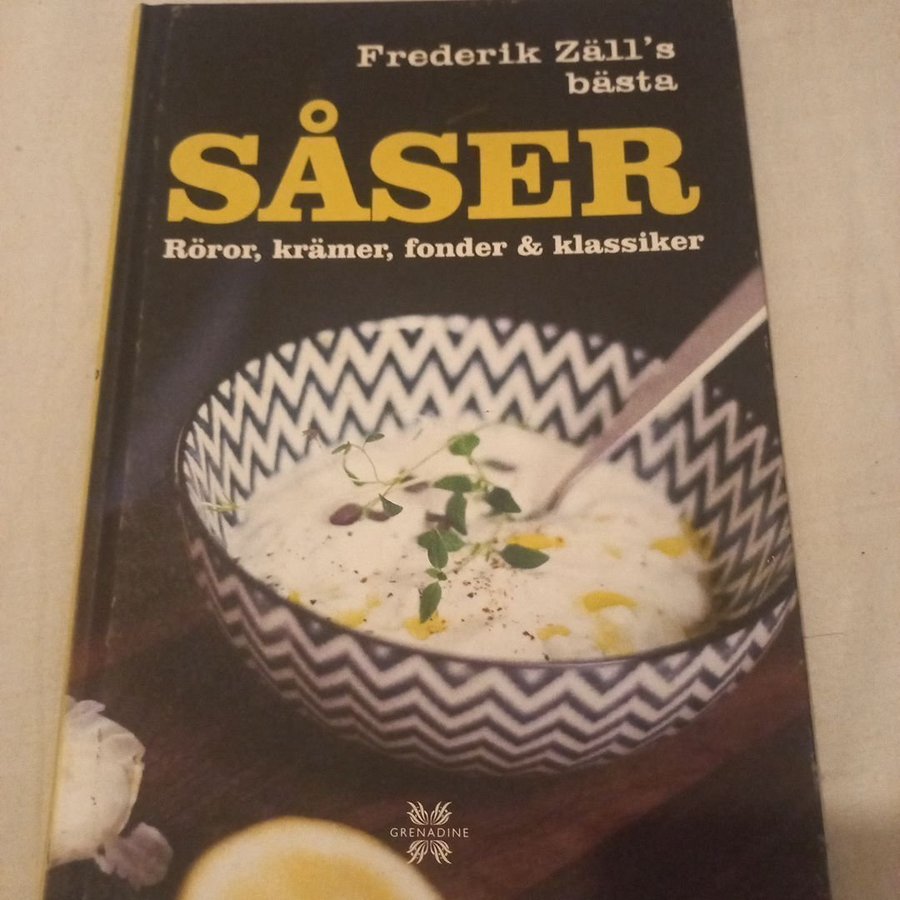 Frederik Zäll's
bästa
SÅSER
Röror, krämer, fonder & klassiker
GRENADINE